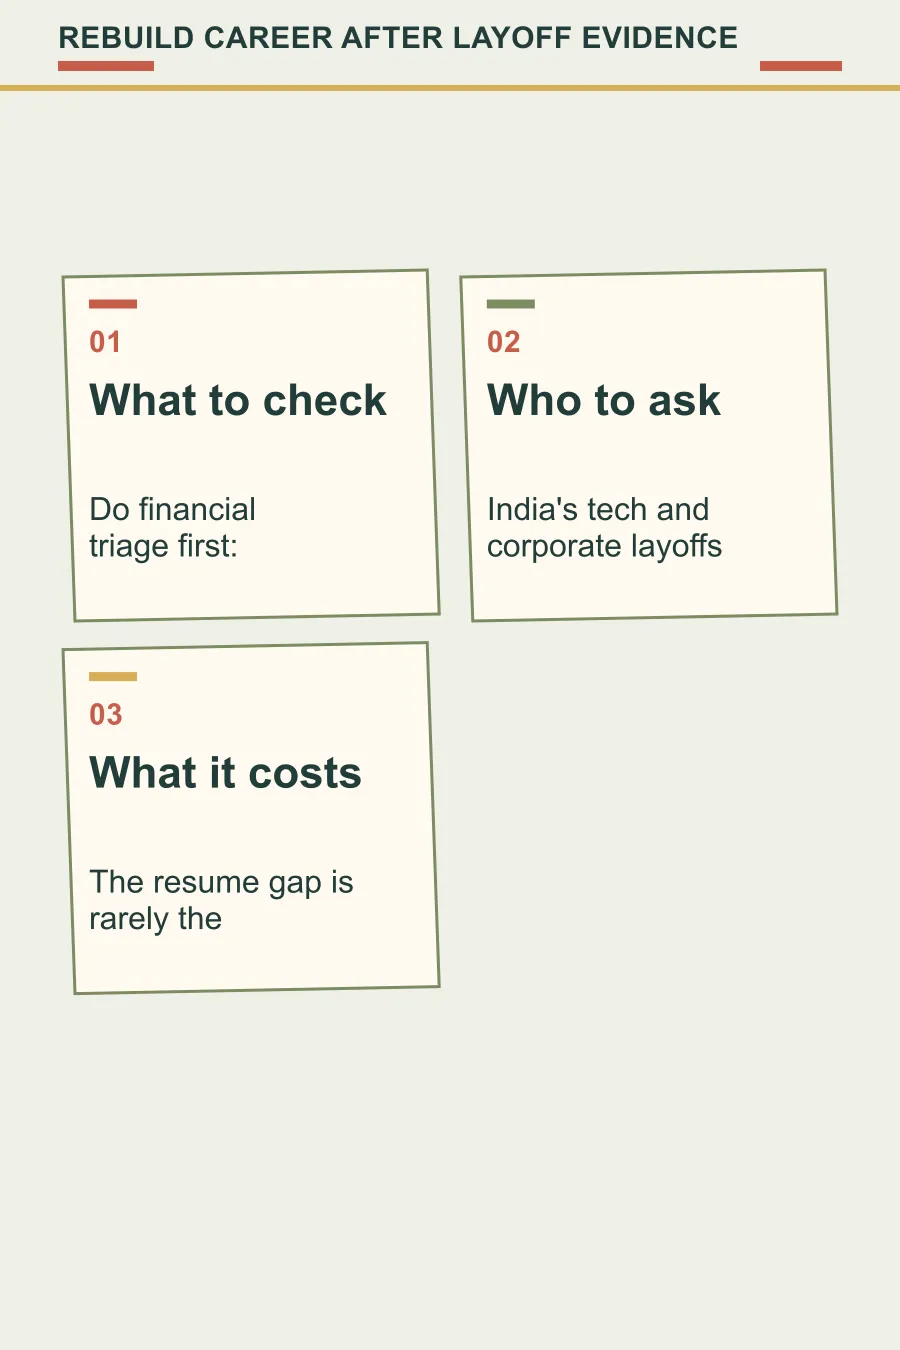 REBUILD CAREER AFTER LAYOFF EVIDENCE
01
What to check
Do financial
triage first:
02
Who to ask
India's tech and
corporate layoffs
03
What it costs
The resume gap is
rarely the